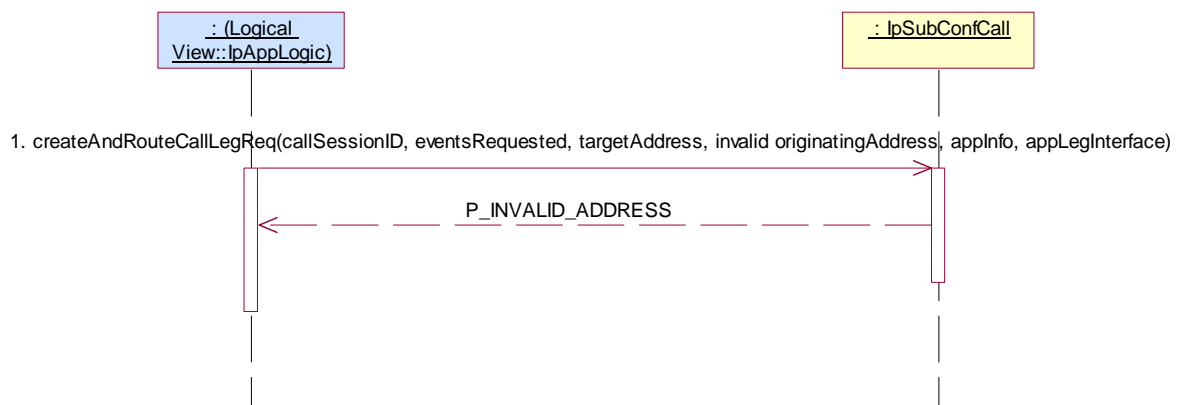 : (Logical
View::IpAppLogic)
: IpSubConfCall
1. createAndRouteCallLegReq(callSessionID, eventsRequested, targetAddress, invalid originatingAddress, appInfo, appLegInterface)
P_INVALID_ADDRESS